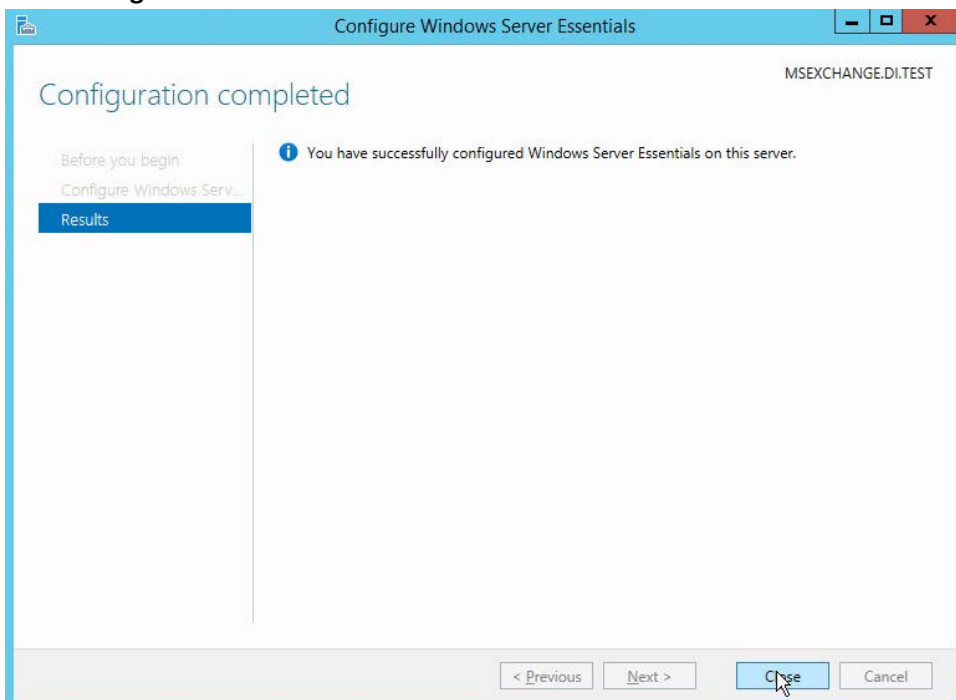 Configure Windows Server Essentials
MSEXCHANGE.DI.TEST
Configuration completed
Before you begin
Configure Windows Serv...
Results
You have successfully configured Windows Server Essentials on this server.
< Previous
Next >
Close
Cancel